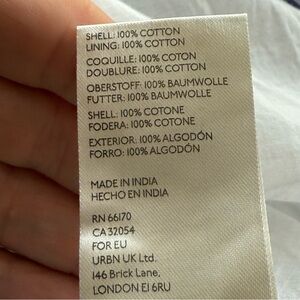 SHELL: 100% COTTON
LINING: 100% COTTON
COQUILLE: 100% COTON
DOUBLURE: 100% COTTON
OBERSTOFF: 100% BAUMWOLLE
FUTTER: 100% BAUMWOLLE
SHELL: 100% COTONE
FODERA: 100% COTONE
EXTERIOR: 100% ALGODÓN
FORRO: 100% ALGODÓN
MADE IN INDIA
HECHO EN INDIA
RN 66170
CA 32054
FOR EU
URBN UK Ltd.
146 Brick Lane,
LONDON E1 6RU